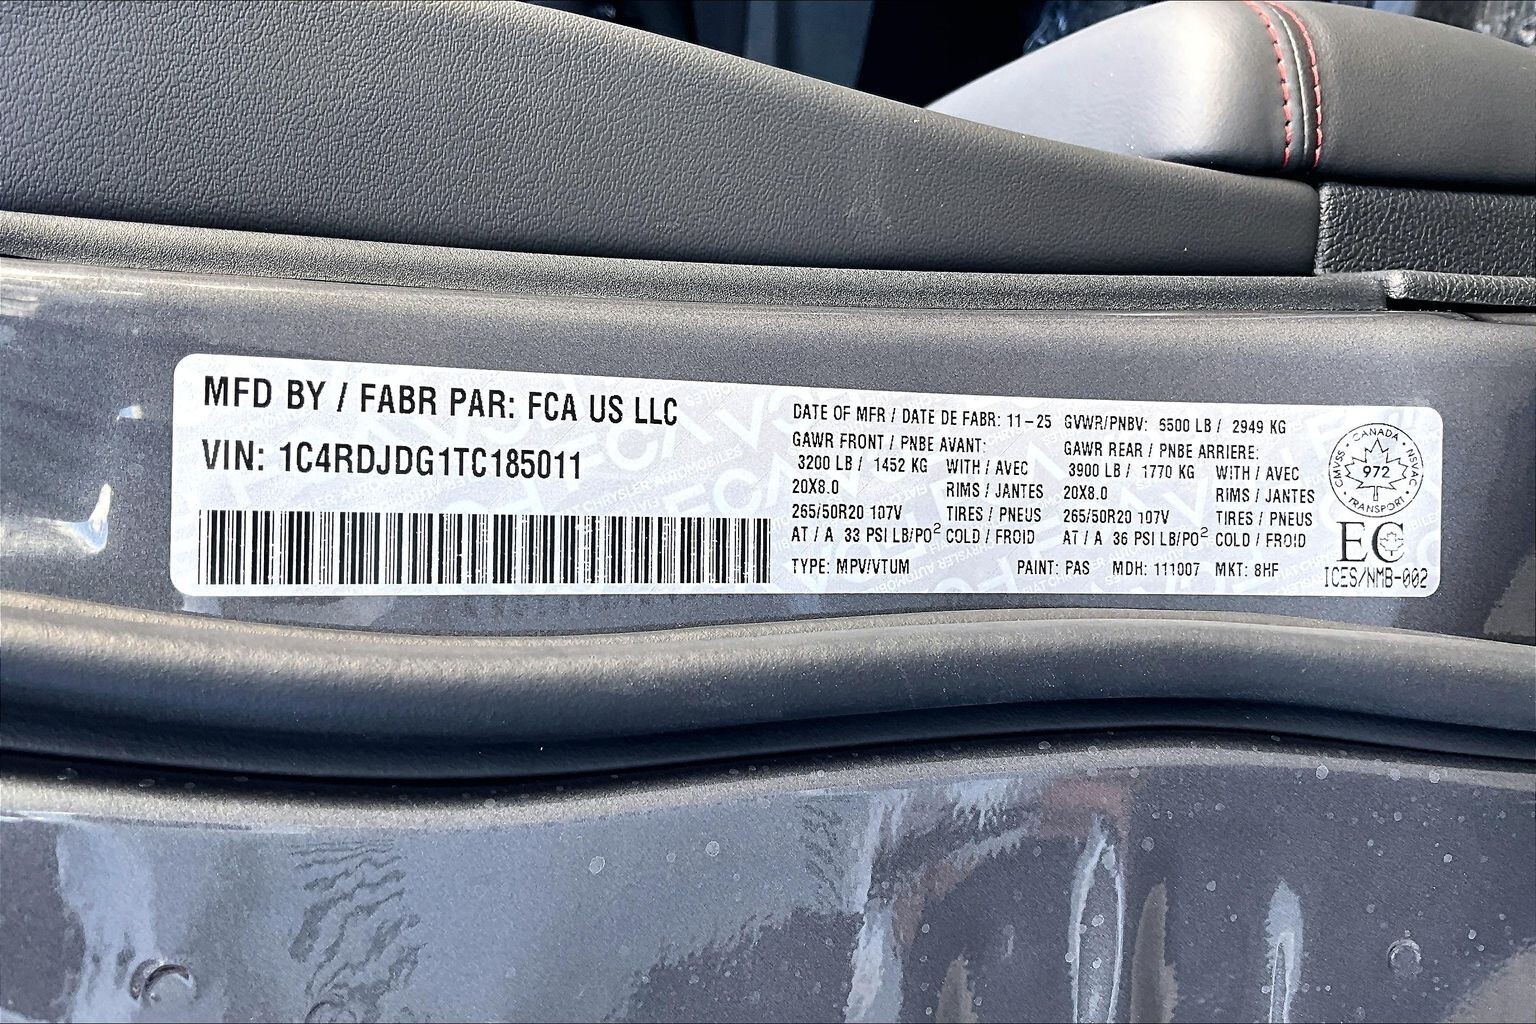 MFD BY / FABR PAR: FCA US LLC
VIN: 1C4RDJDG1TC185011
DATE OF MFR / DATE DE FABR: 11-25 GVWR/PNBV: 6500 LB / 2949 KG
GAWR FRONT / PNBE AVANT: GAWR REAR / PNBE ARRIERE:
3200 LB / 1452 KG WITH / AVEC 3900 LB / 1770 KG WITH / AVEC
20X8.0 RIMS / JANTES 20X8.0 RIMS / JANTES
265/50R20 107V TIRES / PNEUS 265/50R20 107V TIRES / PNEUS
AT / A 33 PSI LB/PO² COLD / FROID AT / A 36 PSI LB/PO² COLD / FROID
TYPE: MPV/VTUM PAINT: PAS MDH: 111007 MKT: 8HF
CANADA
CMVSS 972 NSVAC
TRANSPORT
EC
ICES/NMB-002